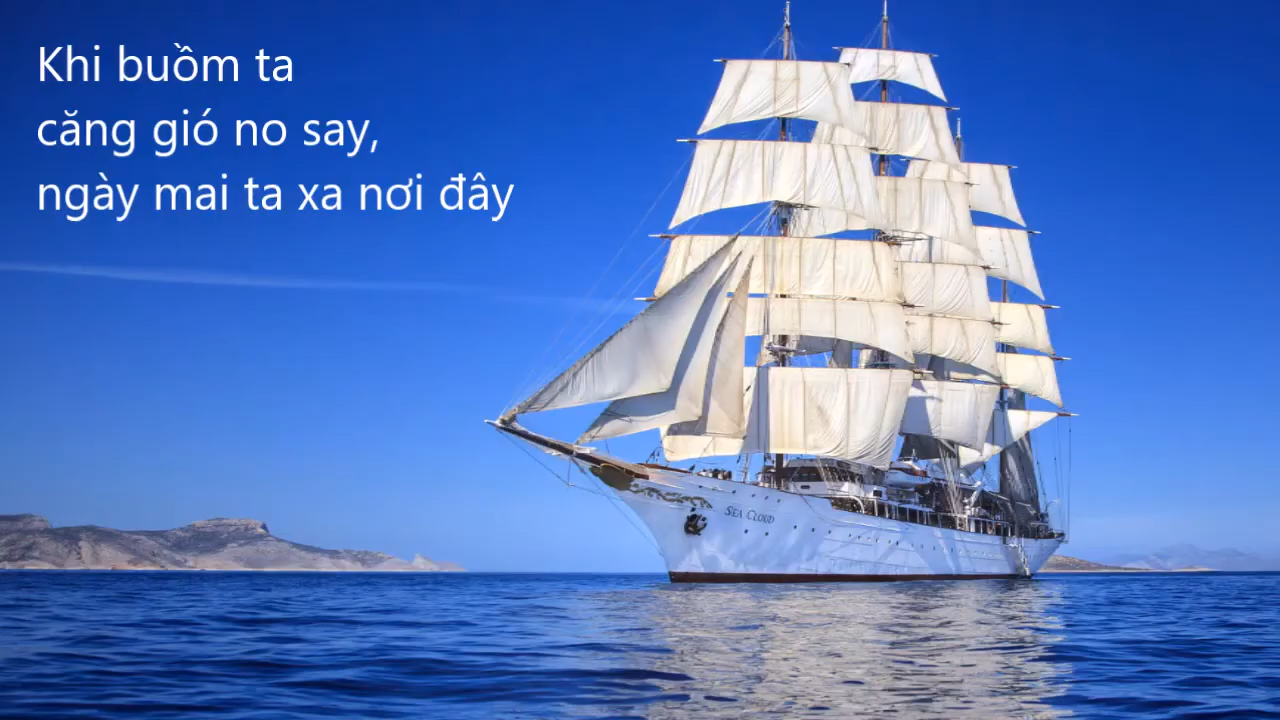 Khi buồm ta
căng gió no say,
ngày mai ta xa nơi đây
SEA CLOUD